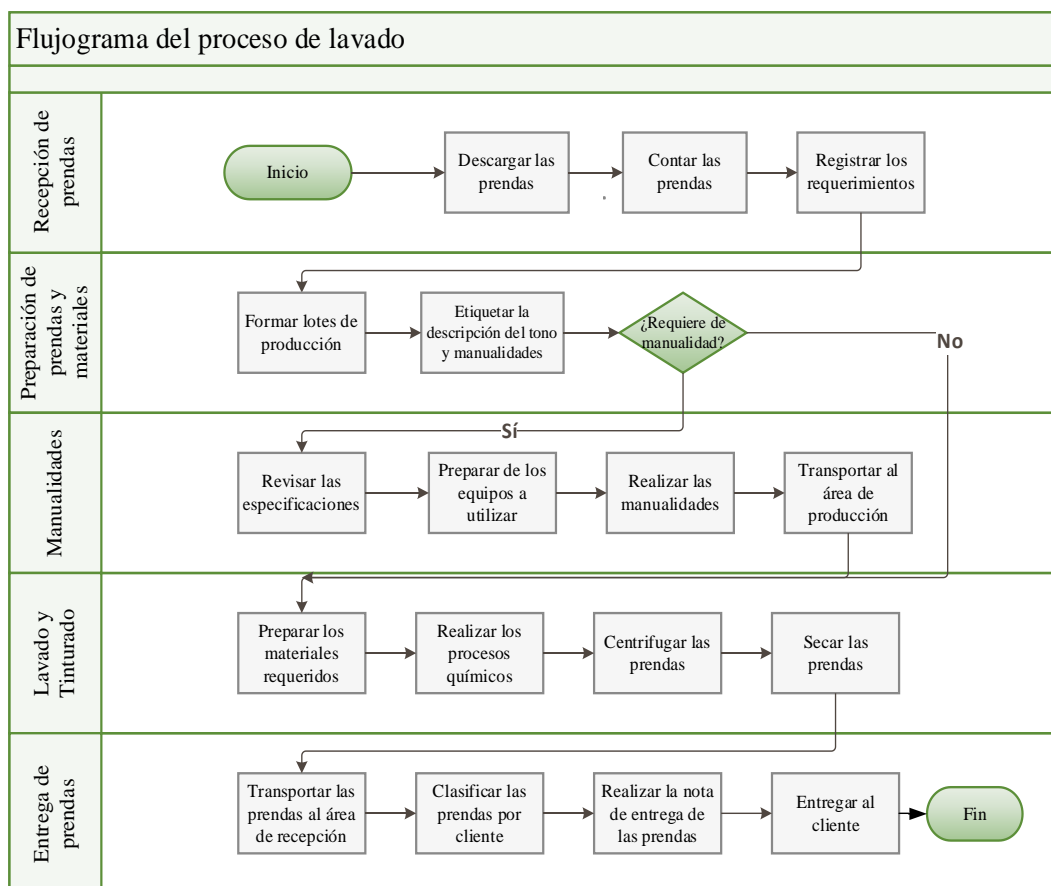 Flujograma del proceso de lavado
Recepción de
prendas
Inicio
Descargar las
prendas
Contar las
prendas
Registrar los
requerimientos
Preparación de
prendas y
materiales
Formar lotes de
producción
Etiquetar la
descripción del tono
y manualidades
¿Requiere de
manualidad?
No
Manualidades
Sí
Revisar las
especificaciones
Preparar de los
equipos a
utilizar
Realizar las
manualidades
Transportar al
área de
producción
Lavado y
Tinturado
Preparar los
materiales
requeridos
Realizar los
procesos
químicos
Centrifugar las
prendas
Secar las
prendas
Entrega de
prendas
Transportar las
prendas al área
de recepción
Clasificar las
prendas por
cliente
Realizar la nota
de entrega de
las prendas
Entregar al
cliente
Fin